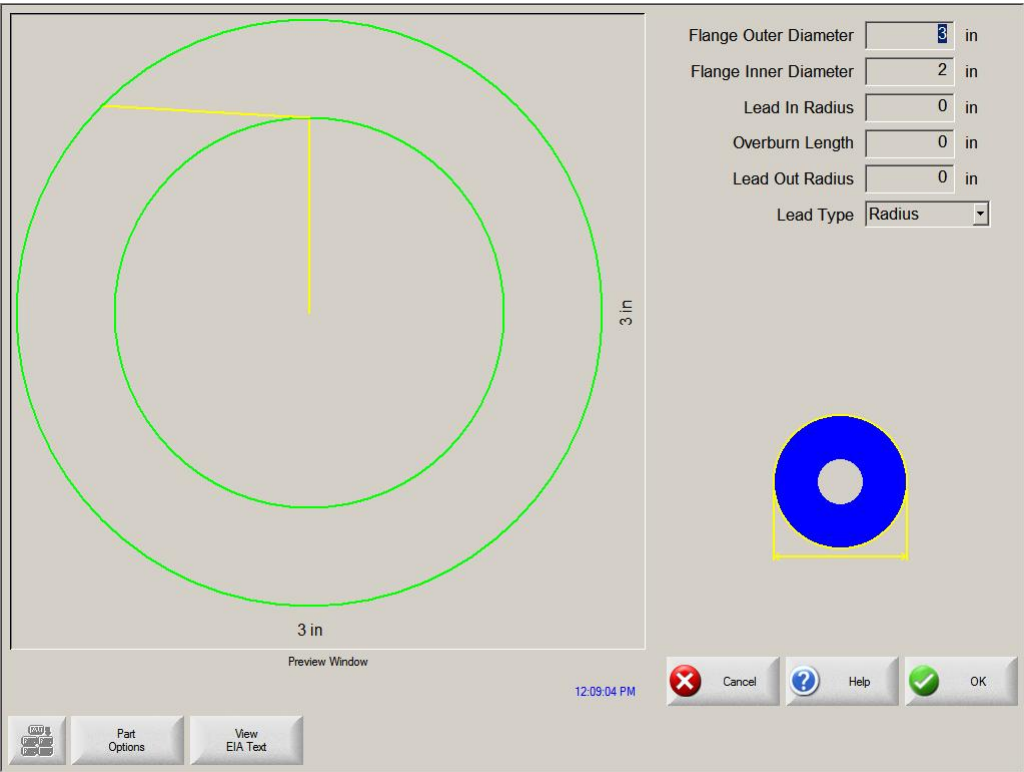 Flange Outer Diameter 3 in
Flange Inner Diameter 2 in
Lead In Radius 0 in
Overburn Length 0 in
Lead Out Radius 0 in
Lead Type Radius
3 in
3 in
Preview Window
12:09:04 PM
Cancel
Help
OK
Part
Options
View
EIA Text